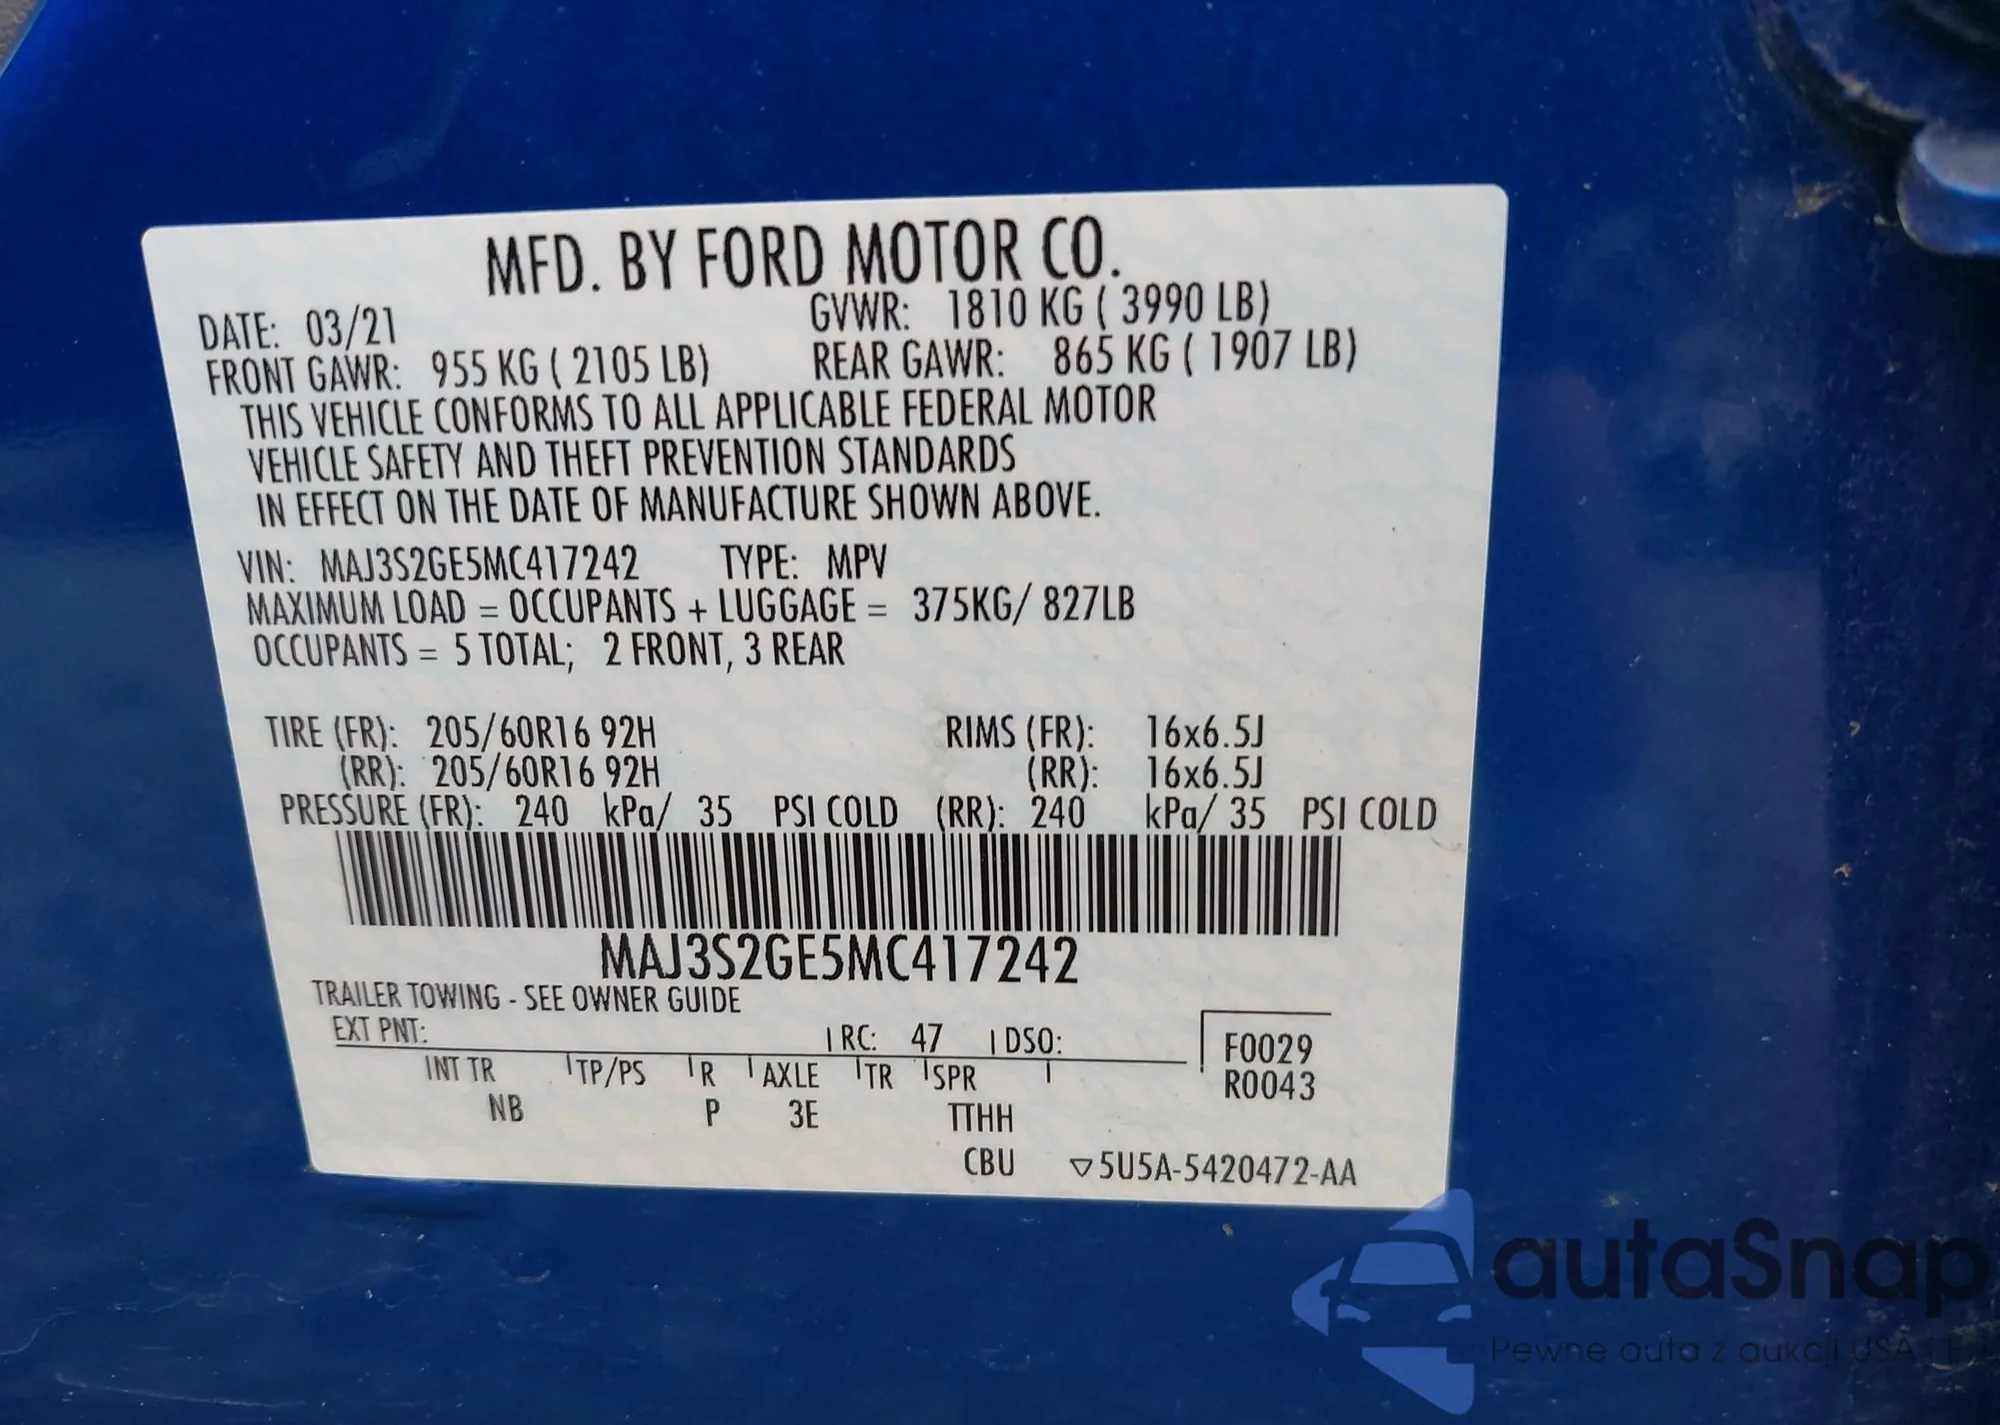 MFD. BY FORD MOTOR CO.
DATE: 03/21 GVWR: 1810 KG ( 3990 LB)
FRONT GAWR: 955 KG ( 2105 LB) REAR GAWR: 865 KG ( 1907 LB)
THIS VEHICLE CONFORMS TO ALL APPLICABLE FEDERAL MOTOR
VEHICLE SAFETY AND THEFT PREVENTION STANDARDS
IN EFFECT ON THE DATE OF MANUFACTURE SHOWN ABOVE.
VIN: MAJ3S2GE5MC417242 TYPE: MPV
MAXIMUM LOAD = OCCUPANTS + LUGGAGE = 375KG/ 827LB
OCCUPANTS = 5 TOTAL; 2 FRONT, 3 REAR
TIRE (FR): 205/60R16 92H RIMS (FR): 16x6.5J
(RR): 205/60R16 92H (RR): 16x6.5J
PRESSURE (FR): 240 kPa/ 35 PSI COLD (RR): 240 kPa/ 35 PSI COLD
MAJ3S2GE5MC417242
TRAILER TOWING - SEE OWNER GUIDE
EXT PNT: RC: 47 DSO: F0029
INT TR TP/PS R AXLE TR SPR R0043
NB P 3E TTHH
CBU ▽5U5A-5420472-AA
autaSnap
Pewne auta z aukcji USA